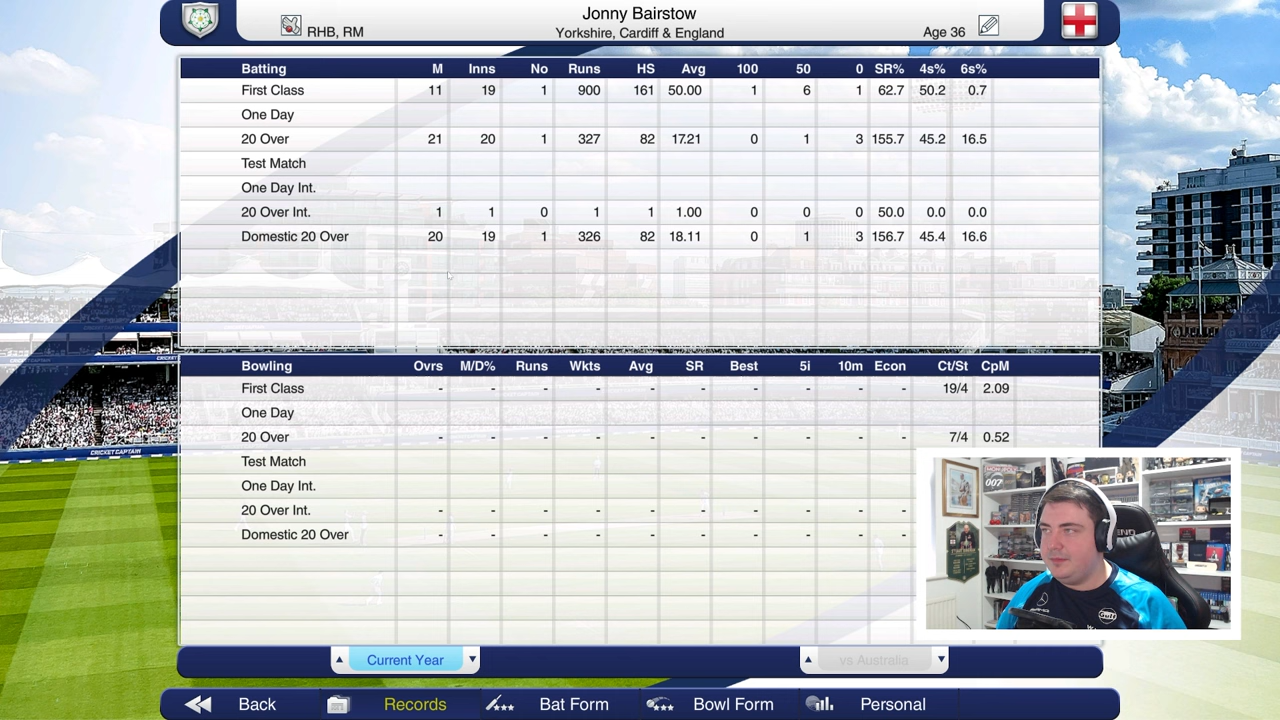 Jonny Bairstow
RHB, RM Yorkshire, Cardiff & England Age 36
Batting M Inns No Runs HS Avg 100 50 0 SR% 4s% 6s%
First Class 11 19 1 900 161 50.00 1 6 1 62.7 50.2 0.7
One Day
20 Over 21 20 1 327 82 17.21 0 1 3 155.7 45.2 16.5
Test Match
One Day Int.
20 Over Int. 1 1 0 1 1 1.00 0 0 0 50.0 0.0 0.0
Domestic 20 Over 20 19 1 326 82 18.11 0 1 3 156.7 45.4 16.6
Bowling Ovrs M/D% Runs Wkts Avg SR Best 5i 10m Econ Ct/St CpM
First Class - - - - - - - - - - 19/4 2.09
One Day
20 Over - - - - - - - - - - 7/4 0.52
Test Match
One Day Int.
20 Over Int. - - - - - - - - - -
Domestic 20 Over - - - - - - - - - -
CRICKET CAPTAIN
MONOPOLY
007
Gulf
Current Year vs Australia
Back Records Bat Form Bowl Form Personal